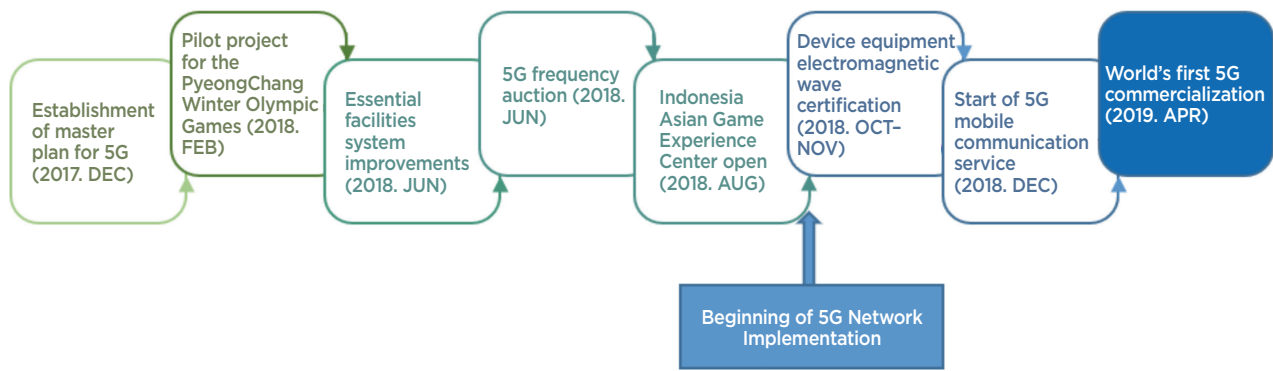 Establishment
of master
plan for 5G
(2017. DEC)
Pilot project
for the
PyeongChang
Winter Olympic
Games (2018.
FEB)
Essential
facilities
system
improvements
(2018. JUN)
5G frequency
auction (2018.
JUN)
Indonesia
Asian Game
Experience
Center open
(2018. AUG)
Device equipment
electromagnetic
wave
certification
(2018. OCT–
NOV)
Start of 5G
mobile
communication
service
(2018. DEC)
World’s first 5G
commercialization
(2019. APR)
Beginning of 5G Network
Implementation